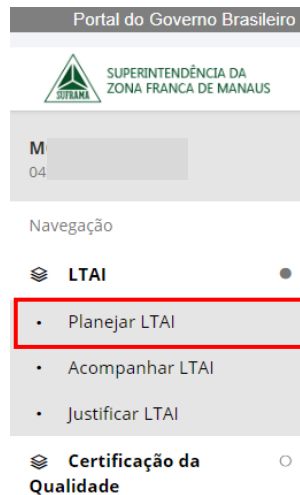 Portal do Governo Brasileiro
SUPERINTENDÊNCIA DA
ZONA FRANCA DE MANAUS
SUFRAMA
M
04
Navegação
LTAI
Planejar LTAI
Acompanhar LTAI
Justificar LTAI
Certificação da
Qualidade